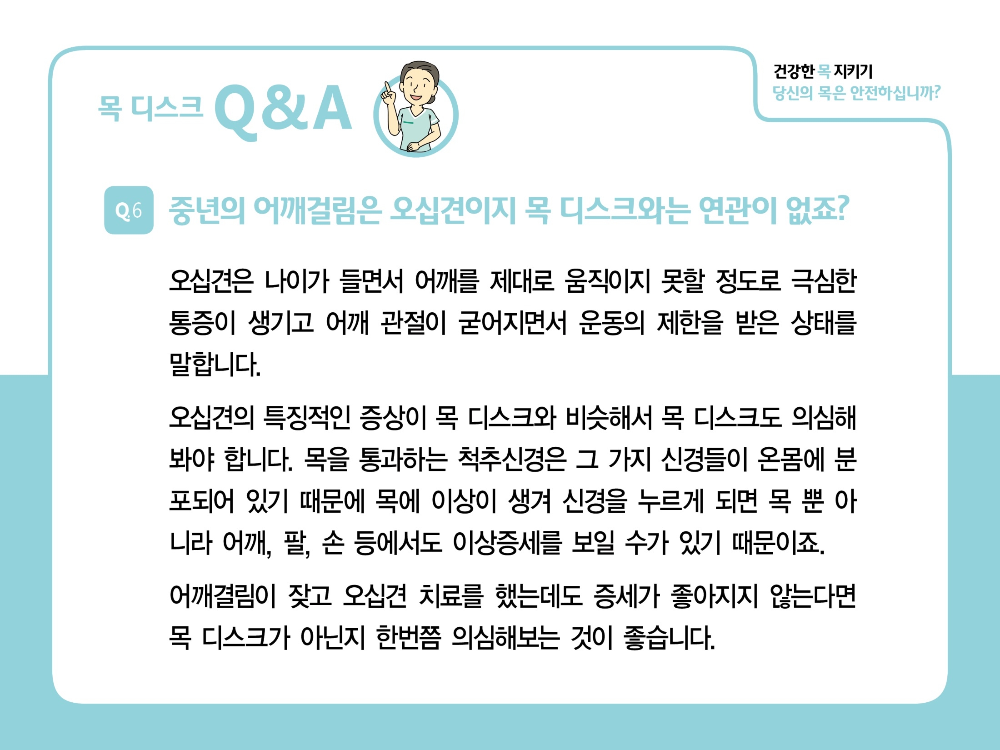 건강한 목 지키기
당신의 목은 안전하십니까?
목 디스크 Q&A
Q.6 중년의 어깨걸림은 오십견이지 목 디스크와는 연관이 없죠?
오십견은 나이가 들면서 어깨를 제대로 움직이지 못할 정도로 극심한
통증이 생기고 어깨 관절이 굳어지면서 운동의 제한을 받은 상태를
말합니다.
오십견의 특징적인 증상이 목 디스크와 비슷해서 목 디스크도 의심해
봐야 합니다. 목을 통과하는 척추신경은 그 가지 신경들이 온몸에 분
포되어 있기 때문에 목에 이상이 생겨 신경을 누르게 되면 목 뿐 아
니라 어깨, 팔, 손 등에서도 이상증세를 보일 수가 있기 때문이죠.
어깨결림이 잦고 오십견 치료를 했는데도 증세가 좋아지지 않는다면
목 디스크가 아닌지 한번쯤 의심해보는 것이 좋습니다.